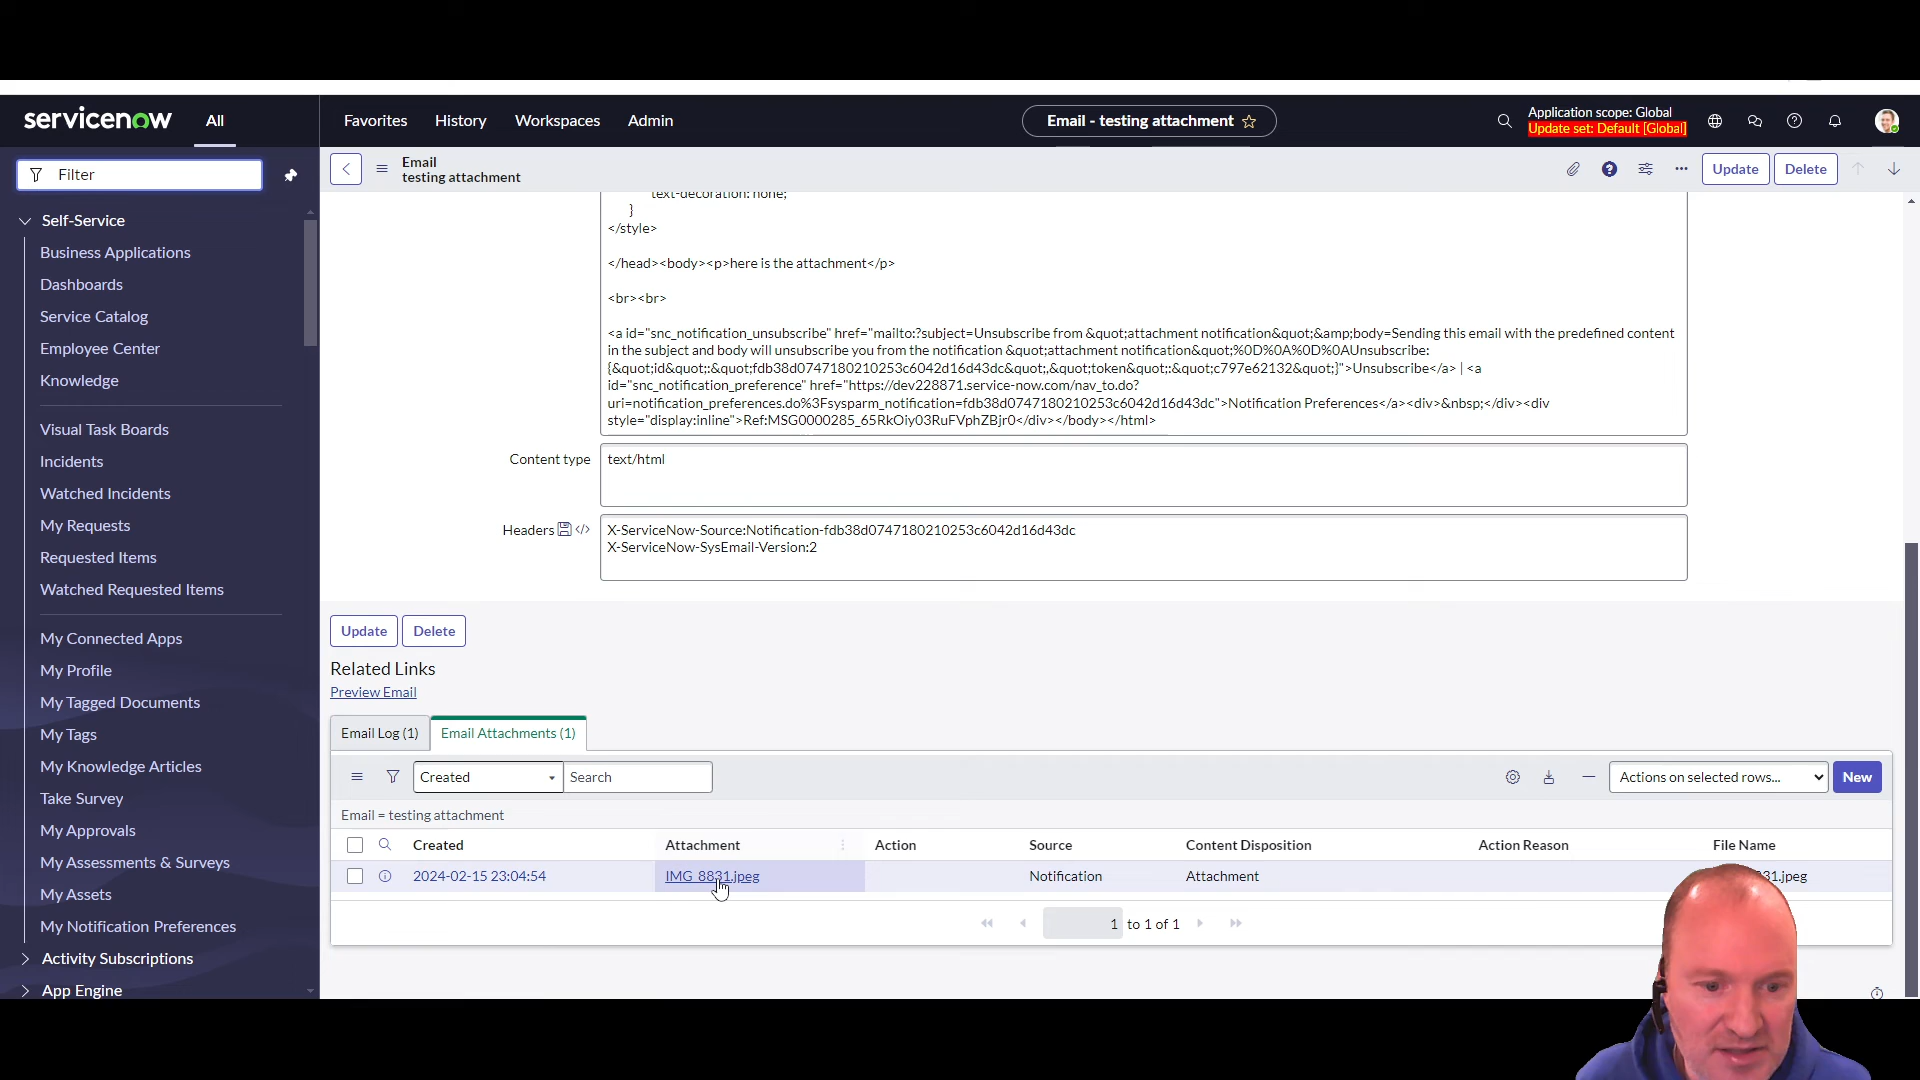 servicenow
All
Favorites
History
Workspaces
Admin
Email - testing attachment
Application scope: Global
Update set: Default [Global]
Filter
Email
testing attachment
Update
Delete
Self-Service
Business Applications
Dashboards
Service Catalog
Employee Center
Knowledge
Visual Task Boards
Incidents
Watched Incidents
My Requests
Requested Items
Watched Requested Items
My Connected Apps
My Profile
My Tagged Documents
My Tags
My Knowledge Articles
Take Survey
My Approvals
My Assessments & Surveys
My Assets
My Notification Preferences
Activity Subscriptions
App Engine
text-decoration: none;
}
</style>
</head><body><p>here is the attachment</p>
<br><br>
<a id="snc_notification_unsubscribe" href="mailto:?subject=Unsubscribe from &quot;attachment notification&quot;&amp;body=Sending this email with the predefined content
in the subject and body will unsubscribe you from the notification &quot;attachment notification&quot;%0D%0A%0D%0AUnsubscribe:
{&quot;id&quot;:&quot;fdb38d0747180210253c6042d16d43dc&quot;,&quot;token&quot;:&quot;c797e62132&quot;}">Unsubscribe</a> | <a
id="snc_notification_preference" href="https://dev228871.service-now.com/nav_to.do?
uri=notification_preferences.do%3Fsysparm_notification=fdb38d0747180210253c6042d16d43dc">Notification Preferences</a><div>&nbsp;</div><div
style="display:inline">Ref:MSG0000285_65RkOiy03RuFVphZBjr0</div></body></html>
Content type
text/html
Headers
X-ServiceNow-Source:Notification-fdb38d0747180210253c6042d16d43dc
X-ServiceNow-SysEmail-Version:2
Update
Delete
Related Links
Preview Email
Email Log (1)
Email Attachments (1)
Created
Search
Actions on selected rows...
New
Email = testing attachment
Created
Attachment
Action
Source
Content Disposition
Action Reason
File Name
2024-02-15 23:04:54
IMG_8831.jpeg
Notification
Attachment
31.jpeg
1 to 1 of 1